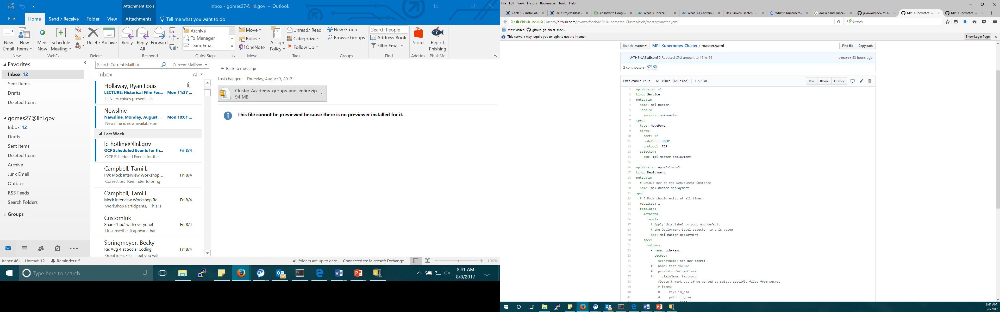 Attachment Tools
Inbox - gomes27@llnl.gov - Outlook
File Home Send / Receive Folder View Attachments Tell me what you want to do
New Email
New Items
New
Meet Now
Schedule Meeting
WebEx
Delete
Archive
Delete
Reply
Reply All
Forward
Respond
Archive
To Manager
Team Email
Quick Steps
Move
Rules
OneNote
Move
Assign Policy
Unread/ Read
Categorize
Follow Up
Tags
New Group
Browse Groups
Groups
Search People
Address Book
Filter Email
Find
Store
Add-ins
Report Phishing
PhishMe
Favorites
Inbox 12
Sent Items
Drafts
Deleted Items
gomes27@llnl.gov
Inbox 12
Drafts
Sent Items
Deleted Items
Archive
Junk Email
Outbox
RSS Feeds
Search Folders
Groups
Search Current Mailbox
Current Mailbox
Inbox
All
Hollaway, Ryan Louis
LECTURE: Historical Film Fes... Mon 11:37 ...
LLNL Archives presents its
Newsline
Newsline, Monday, August ... Mon 10:01 ...
Newsline is now available on
Last Week
lc-hotline@llnl.gov
OCF Scheduled Events for th... Fri 8/4
OCF Scheduled Events for the
Campbell, Tami L.
FW: Mock Interview Workshop ... Fri 8/4
Correction: Reminder to bring
Campbell, Tami L.
Mock Interview Workshop Re... Fri 8/4
Workshop Participants, This is
CustomInk
Share "hpc" with everyone! Fri 8/4
Unsubscribe It appears that
Springmeyer, Becky
Re: Aug 4 at Social Coding Fri 8/4
Great idea, Elsa. I bet you will
Back to message
Last changed: Thursday, August 3, 2017
Cluster-Academy-groups-and-entire.zip
94 MB
This file cannot be previewed because there is no previewer installed for it.
Items: 461 Unread: 12 Reminders: 5
All folders are up to date. Connected to: Microsoft Exchange 100%
Type here to search
8:41 AM
8/8/2017
File Edit View History Bookmarks Tools Help
CentOS 7 Install of...
2017 Project Ideas ...
An Intro to Googl...
What is Docker?
What is a Contain...
Das Blinken Lichten - ...
What is Kubernete...
docker and kuber...
javawolfpack/MPI...
MPI-Kubernetes-...
MPI-Kubernetes-...
GitHub, Inc. (US) https://github.com/javawolfpack/MPI-Kubernetes-Cluster/blob/master/master.yaml
Search
Most Visited github-git-cheat-shee...
This network may require you to login to use the internet.
Show Login Page
Branch: master MPI-Kubernetes-Cluster / master.yaml
Find file Copy path
U-THE-LAB\dixon30 Reduced CPU amount to 15 vs 16
9603fcf 23 hours ago
2 contributors @h @j
Executable File 65 lines (64 sloc) 1.59 KB
Raw Blame History
1 apiVersion: v1
2 kind: Service
3 metadata:
4 name: mpi-master
5 labels:
6 service: mpi-master
7 spec:
8 type: NodePort
9 ports:
10 - port: 22
11 nodePort: 30001
12 protocol: TCP
13 selector:
14 app: mpi-master-deployment
15 ---
16 apiVersion: apps/v1beta1
17 kind: Deployment
18 metadata:
19 # Unique key of the Deployment instance
20 name: mpi-master-deployment
21 spec:
22 # 3 Pods should exist at all times.
23 replicas: 1
24 template:
25 metadata:
26 labels:
27 # Apply this label to pods and default
28 # the Deployment label selector to this value
29 app: mpi-master-deployment
30 spec:
31 volumes:
32 - name: ssh-keys
33 secret:
34 secretName: ssh-key-secret
35 # - name: test-volume
36 # persistentVolumeClaim:
37 # claimName: test-pvc
38 #Doesn't work but if we wanted to select specific files from secret
39 # items:
40 # - key: id_rsa
41 # path: id_rsa
8:41 AM
8/8/2017